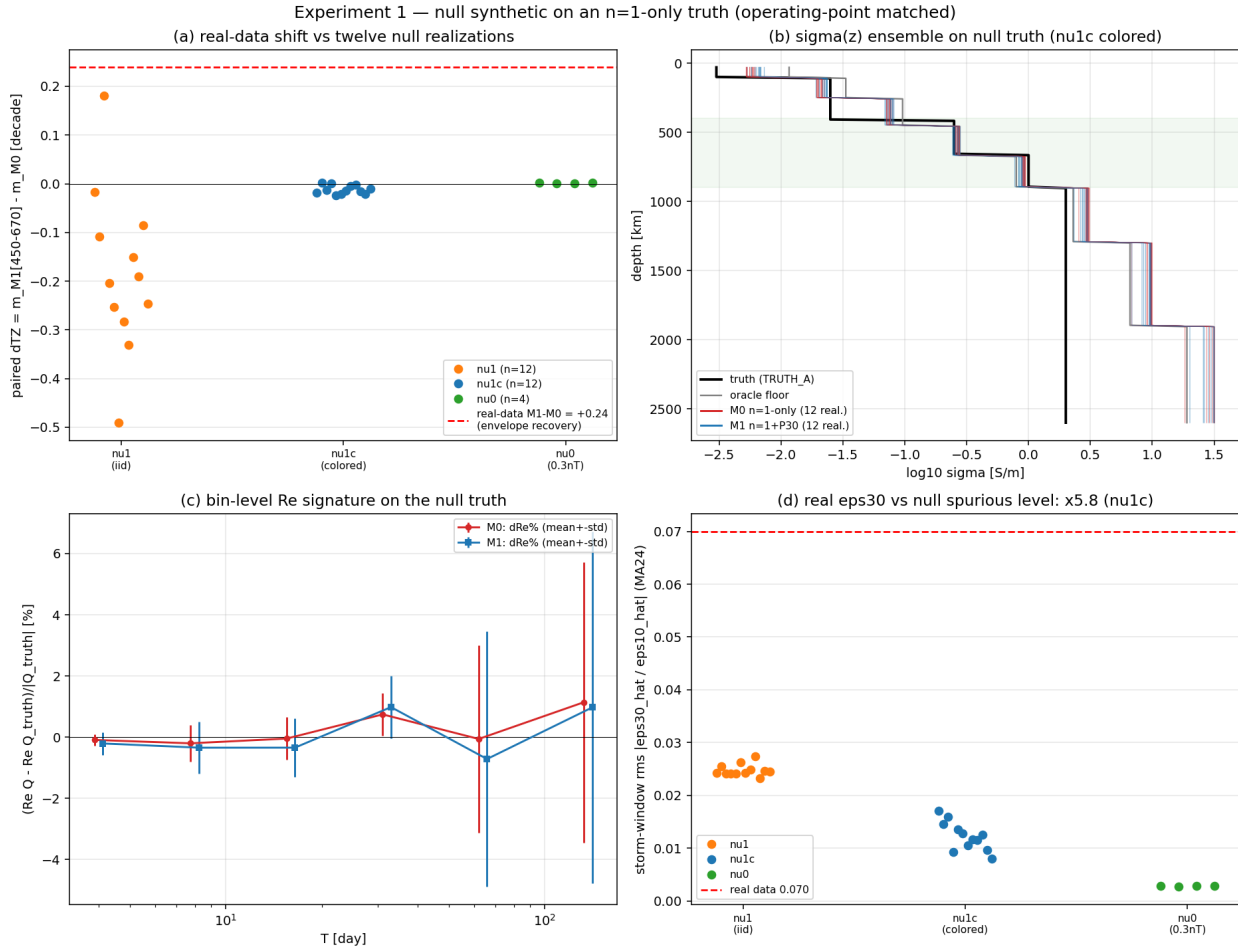 Experiment 1 — null synthetic on an n=1-only truth (operating-point matched)
(a) real-data shift vs twelve null realizations
paired dTZ = m_M1[450-670] - m_M0 [decade]
0.2
0.1
0.0
−0.1
−0.2
−0.3
−0.4
−0.5
nu1 (n=12)
nu1c (n=12)
nu0 (n=4)
real-data M1-M0 = +0.24
(envelope recovery)
nu1
(iid)
nu1c
(colored)
nu0
(0.3nT)
(b) sigma(z) ensemble on null truth (nu1c colored)
depth [km]
0
500
1000
1500
2000
2500
truth (TRUTH_A)
oracle floor
M0 n=1-only (12 real.)
M1 n=1+P30 (12 real.)
−2.5
−2.0
−1.5
−1.0
−0.5
0.0
0.5
1.0
1.5
log10 sigma [S/m]
(c) bin-level Re signature on the null truth
(Re Q - Re Q_truth)/|Q_truth| [%]
6
4
2
0
−2
−4
M0: dRe% (mean+-std)
M1: dRe% (mean+-std)
10¹
10²
T [day]
(d) real eps30 vs null spurious level: x5.8 (nu1c)
storm-window rms |eps30_hat / eps10_hat| (MA24)
0.07
0.06
0.05
0.04
0.03
0.02
0.01
0.00
nu1
nu1c
nu0
real data 0.070
nu1
(iid)
nu1c
(colored)
nu0
(0.3nT)